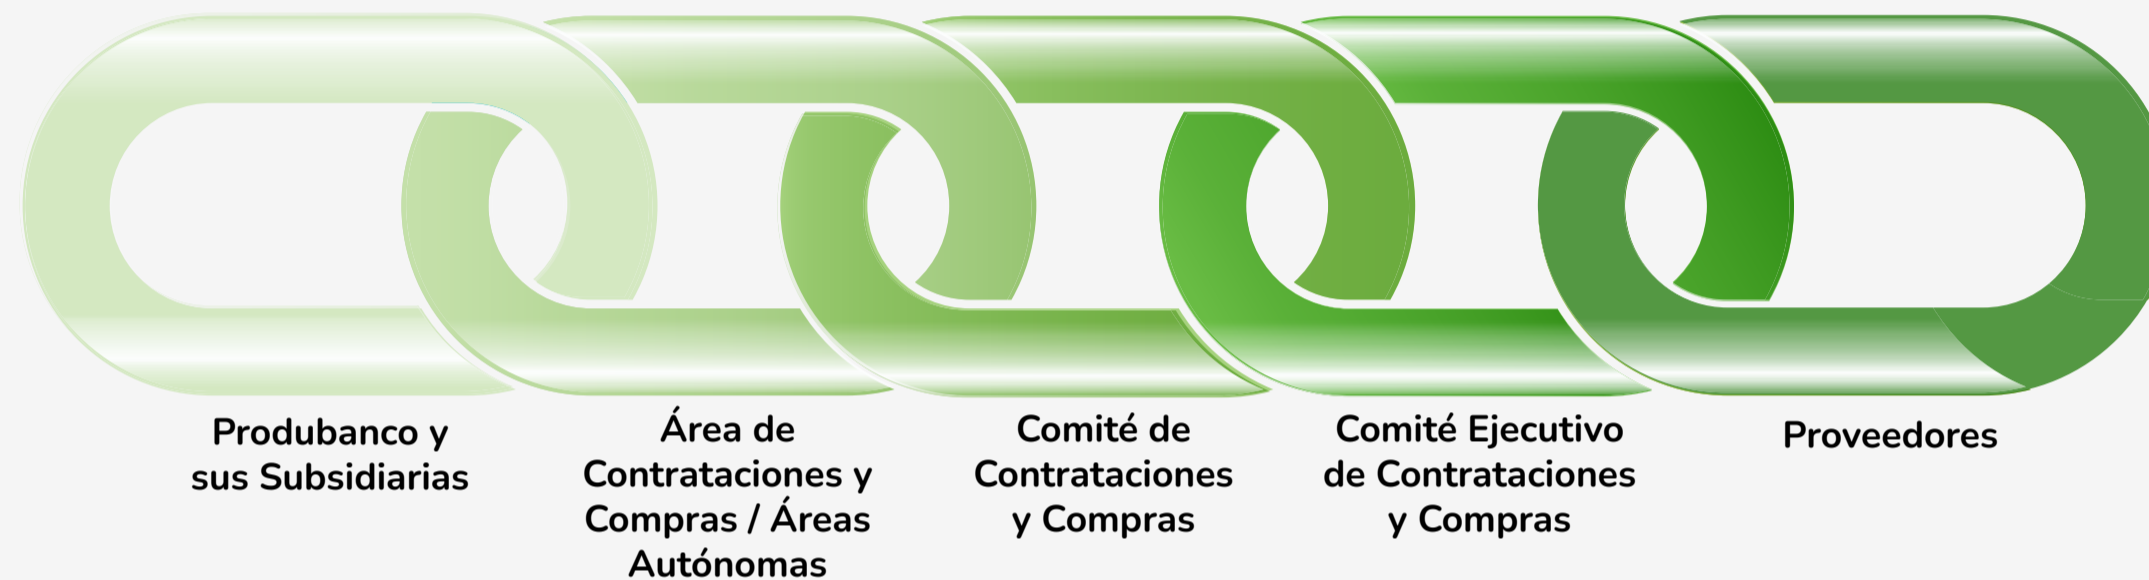 Produbanco y
sus Subsidiarias
Área de
Contrataciones y
Compras / Áreas
Autónomas
Comité de
Contrataciones
y Compras
Comité Ejecutivo
de Contrataciones
y Compras
Proveedores